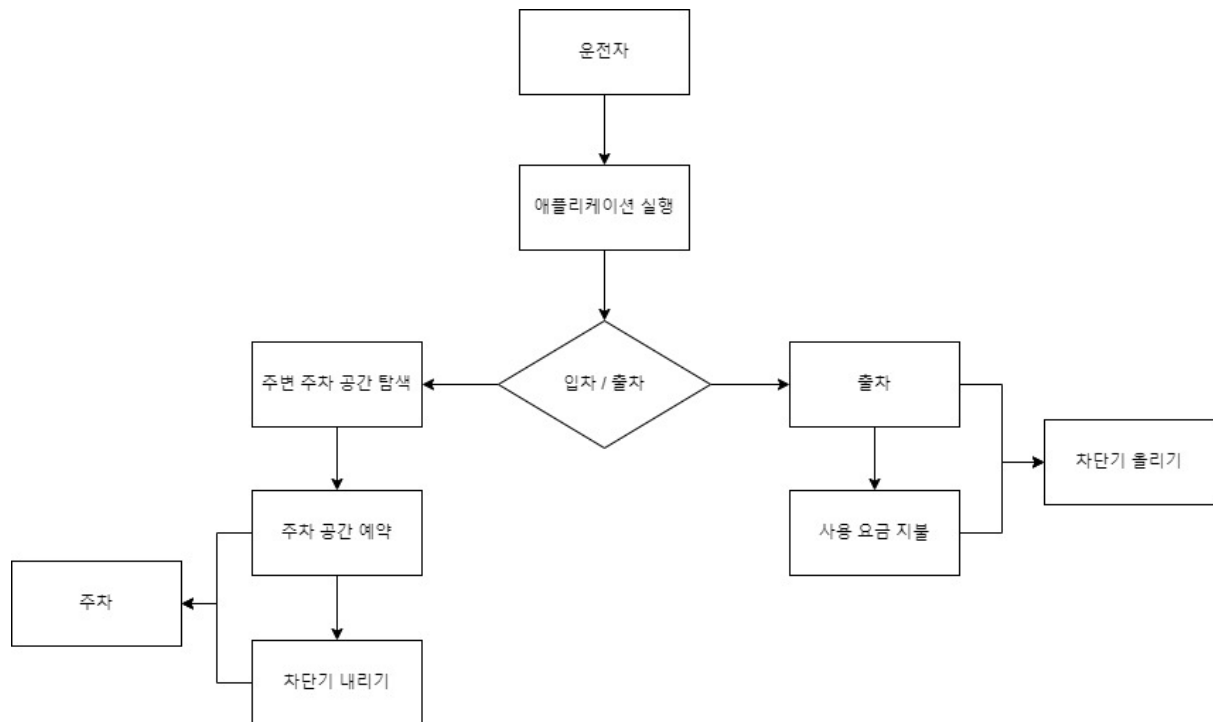 운전자
애플리케이션 실행
입차 / 출차
주변 주차 공간 탐색
출차
차단기 올리기
주차 공간 예약
사용 요금 지불
주차
차단기 내리기